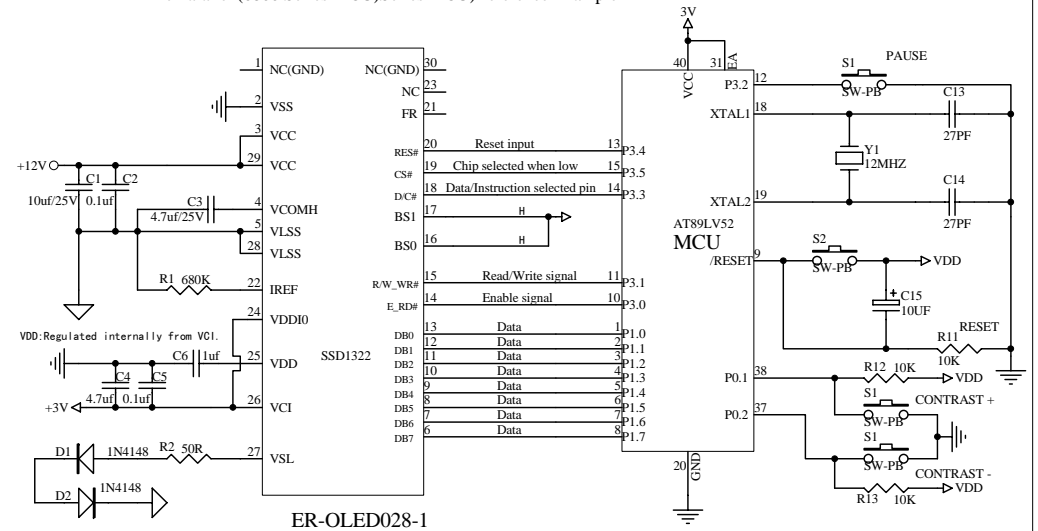 3V
1 NC(GND) NC(GND) 30
NC 23
2 VSS
FR 21
3 VCC
20 RES# Reset input 13 P3.4
+12V 29 VCC
19 CS# Chip selected when low 15 P3.5
18 D/C# Data/Instruction selected pin 14 P3.3
C1 C2
10uf/25V 0.1uf
C3 4.7uf/25V
4 VCOMH
17 BS1 H
5 VLSS
16 BS0 H
28 VLSS
R1 680K 22 IREF
15 R/W_WR# Read/Write signal 11 P3.1
14 E_RD# Enable signal 10 P3.0
24 VDDI0
VDD:Regulated internally from VCI.
SSD1322
C6 1uf 25 VDD
C4 C5
4.7uf 0.1uf
+3V 26 VCI
13 DB0 Data 1 P1.0
12 DB1 Data 2 P1.1
11 DB2 Data 3 P1.2
10 DB3 Data 4 P1.3
9 DB4 Data 5 P1.4
8 DB5 Data 6 P1.5
7 DB6 Data 7 P1.6
6 DB7 Data 8 P1.7
D1 1N4148 R2 50R 27 VSL
D2 1N4148
ER-OLED028-1
40 VCC 31 EA
P3.2 12 S1 PAUSE
SW-PB
XTAL1 18 C13
27PF
Y1
12MHZ
XTAL2 19 C14
27PF
AT89LV52
MCU
/RESET 9 S2 VDD
SW-PB
+
C15
10UF
R11 RESET
10K
P0.1 38 R12 10K VDD
S1 CONTRAST +
SW-PB
P0.2 37
S1
SW-PB
CONTRAST -
R13 10K VDD
20 GND